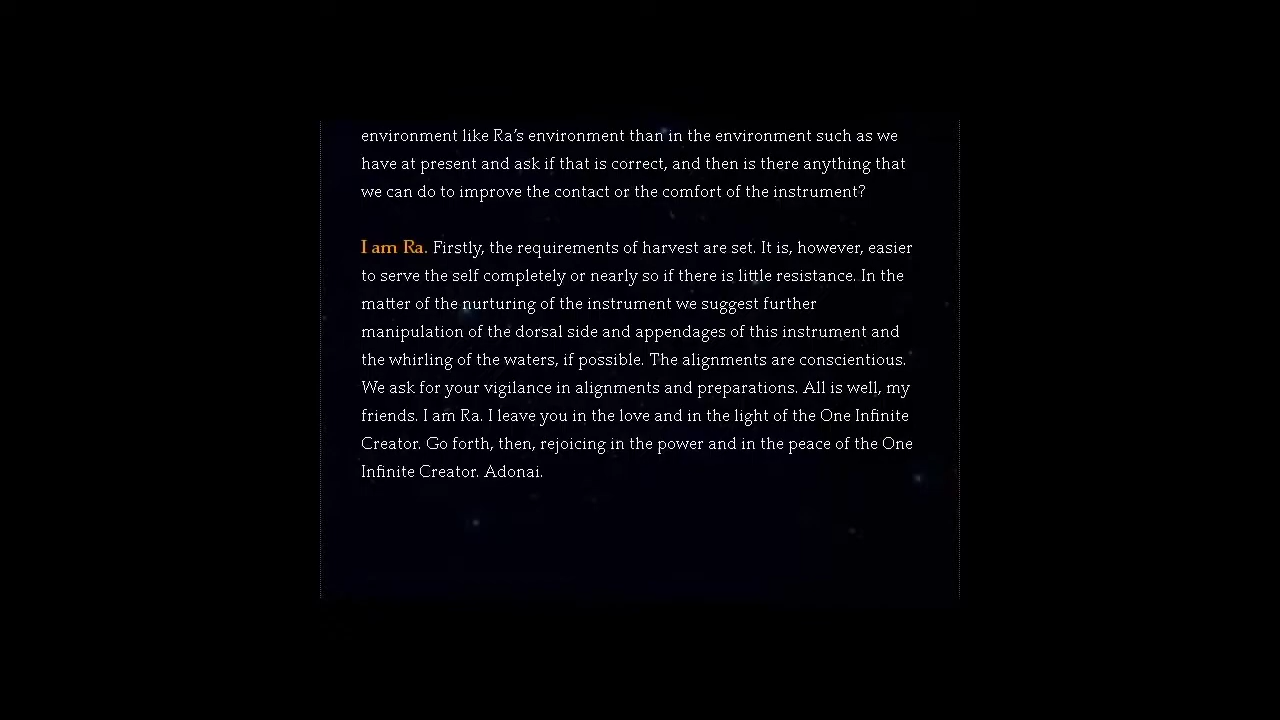 environment like Ra's environment than in the environment such as we
have at present and ask if that is correct, and then is there anything that
we can do to improve the contact or the comfort of the instrument?
I am Ra. Firstly, the requirements of harvest are set. It is, however, easier
to serve the self completely or nearly so if there is little resistance. In the
matter of the nurturing of the instrument we suggest further
manipulation of the dorsal side and appendages of this instrument and
the whirling of the waters, if possible. The alignments are conscientious.
We ask for your vigilance in alignments and preparations. All is well, my
friends. I am Ra. I leave you in the love and in the light of the One Infinite
Creator. Go forth, then, rejoicing in the power and in the peace of the One
Infinite Creator. Adonai.